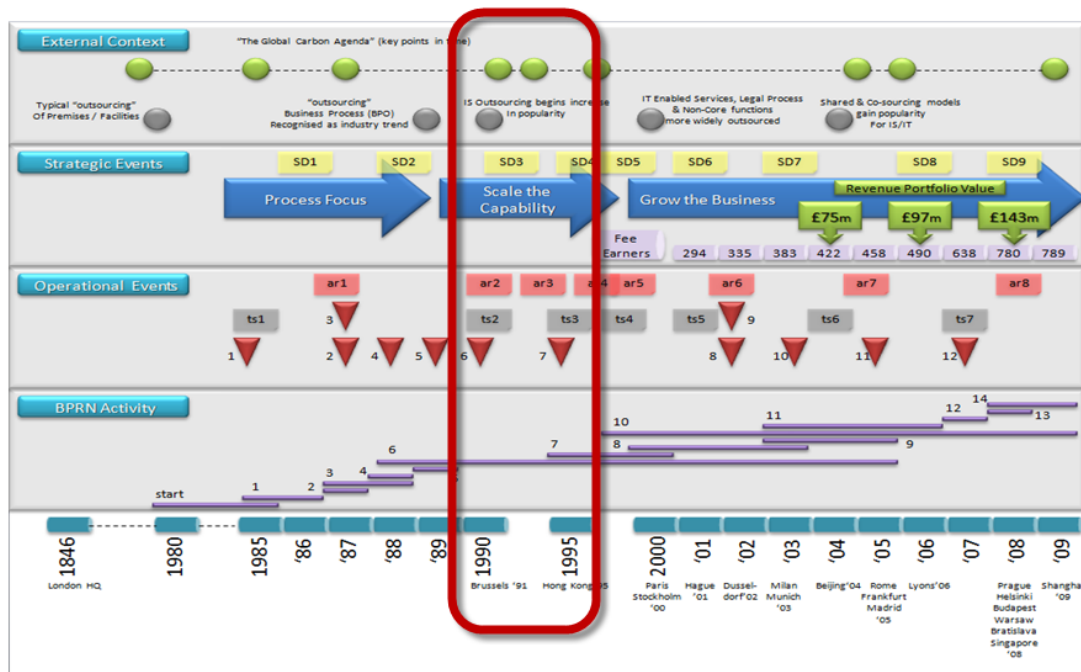 External Context
"The Global Carbon Agenda" (key points in time)
Typical "outsourcing"
Of Premises / Facilities
"outsourcing"
Business Process (BPO)
Recognised as industry trend
IS Outsourcing begins increase
In popularity
IT Enabled Services, Legal Process
& Non-Core functions
more widely outsourced
Shared & Co-sourcing models
gain popularity
For IS/IT
Strategic Events
SD1 SD2 SD3 SD4 SD5 SD6 SD7 SD8 SD9
Process Focus
Scale the
Capability
Grow the Business
Revenue Portfolio Value
£75m £97m £143m
Fee
Earners
294 335 383 422 458 490 638 780 789
Operational Events
ar1 ar2 ar3 ar4 ar5 ar6 ar7 ar8
ts1 3 ts2 ts3 ts4 ts5 9 ts6 ts7
1 2 4 5 6 7 8 10 11 12
BPRN Activity
14
12 13
10 11
7 8 9
6
3 4
start 1 2
1846 1980 1985 '86 '87 '88 '89 1990 1995 2000 '01 '02 '03 '04 '05 '06 '07 '08 '09
London HQ
Brussels '91
Hong Kong '95
Paris
Stockholm
'00
Hague
'01
Dussel-
dorf'02
Milan
Munich
'03
Beijing'04
Rome
Frankfurt
Madrid
'05
Lyons'06
Prague
Helsinki
Budapest
Warsaw
Bratislava
Singapore
'08
Shanghai
'09